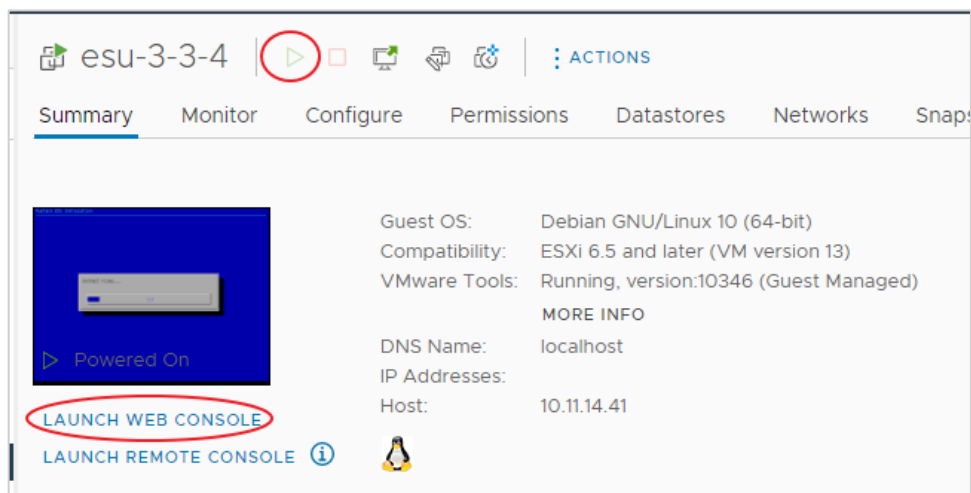 esu-3-3-4
ACTIONS
Summary Monitor Configure Permissions Datastores Networks Snaps
Guest OS: Debian GNU/Linux 10 (64-bit)
Compatibility: ESXi 6.5 and later (VM version 13)
VMware Tools: Running, version:10346 (Guest Managed)
MORE INFO
Powered On
DNS Name: localhost
IP Addresses:
Host: 10.11.14.41
LAUNCH WEB CONSOLE
LAUNCH REMOTE CONSOLE